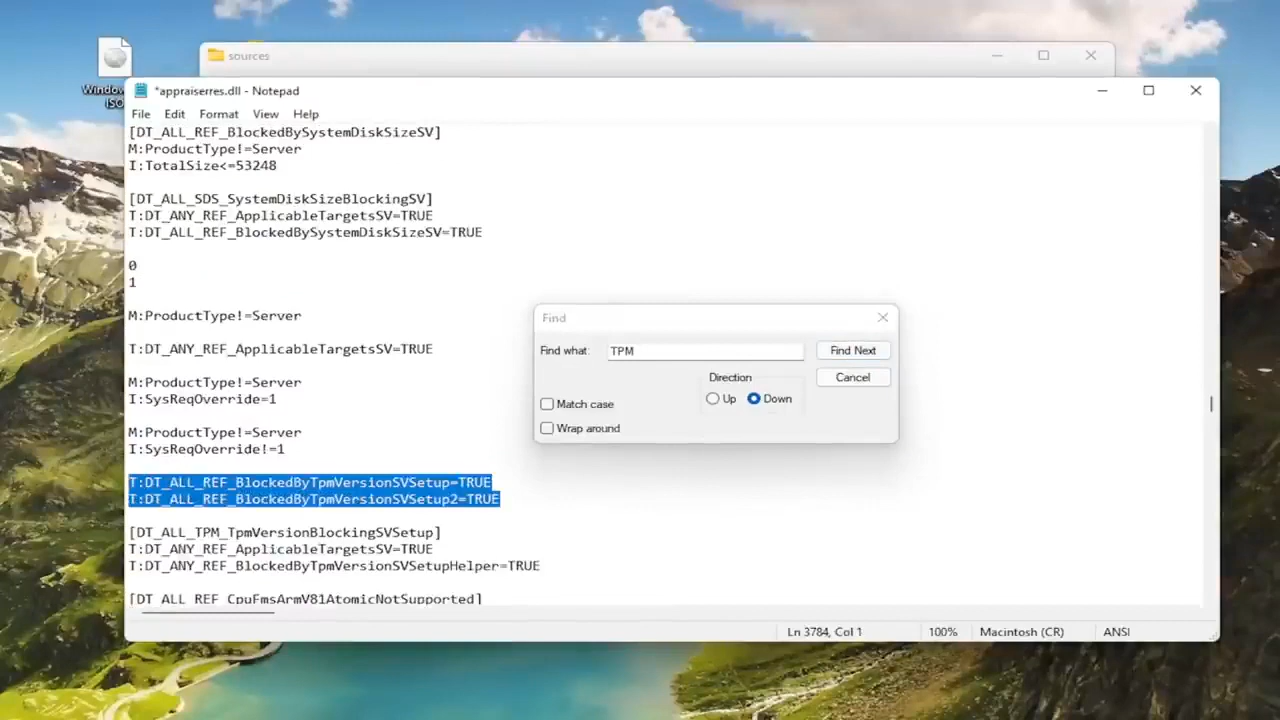 sources
Window
ISO
*appraiserres.dll - Notepad
File Edit Format View Help
[DT_ALL_REF_BlockedBySystemDiskSizeSV]
M:ProductType!=Server
I:TotalSize<=53248
[DT_ALL_SDS_SystemDiskSizeBlockingSV]
T:DT_ANY_REF_ApplicableTargetsSV=TRUE
T:DT_ALL_REF_BlockedBySystemDiskSizeSV=TRUE
0
1
M:ProductType!=Server
T:DT_ANY_REF_ApplicableTargetsSV=TRUE
M:ProductType!=Server
I:SysReqOverride=1
M:ProductType!=Server
I:SysReqOverride!=1
T:DT_ALL_REF_BlockedByTpmVersionSVSetup=TRUE
T:DT_ALL_REF_BlockedByTpmVersionSVSetup2=TRUE
[DT_ALL_TPM_TpmVersionBlockingSVSetup]
T:DT_ANY_REF_ApplicableTargetsSV=TRUE
T:DT_ANY_REF_BlockedByTpmVersionSVSetupHelper=TRUE
[DT_ALL_REF_CpuFmsArmV81AtomicNotSupported]
Find
Find what: TPM Find Next
Direction Cancel
Up Down
Match case
Wrap around
Ln 3784, Col 1 100% Macintosh (CR) ANSI